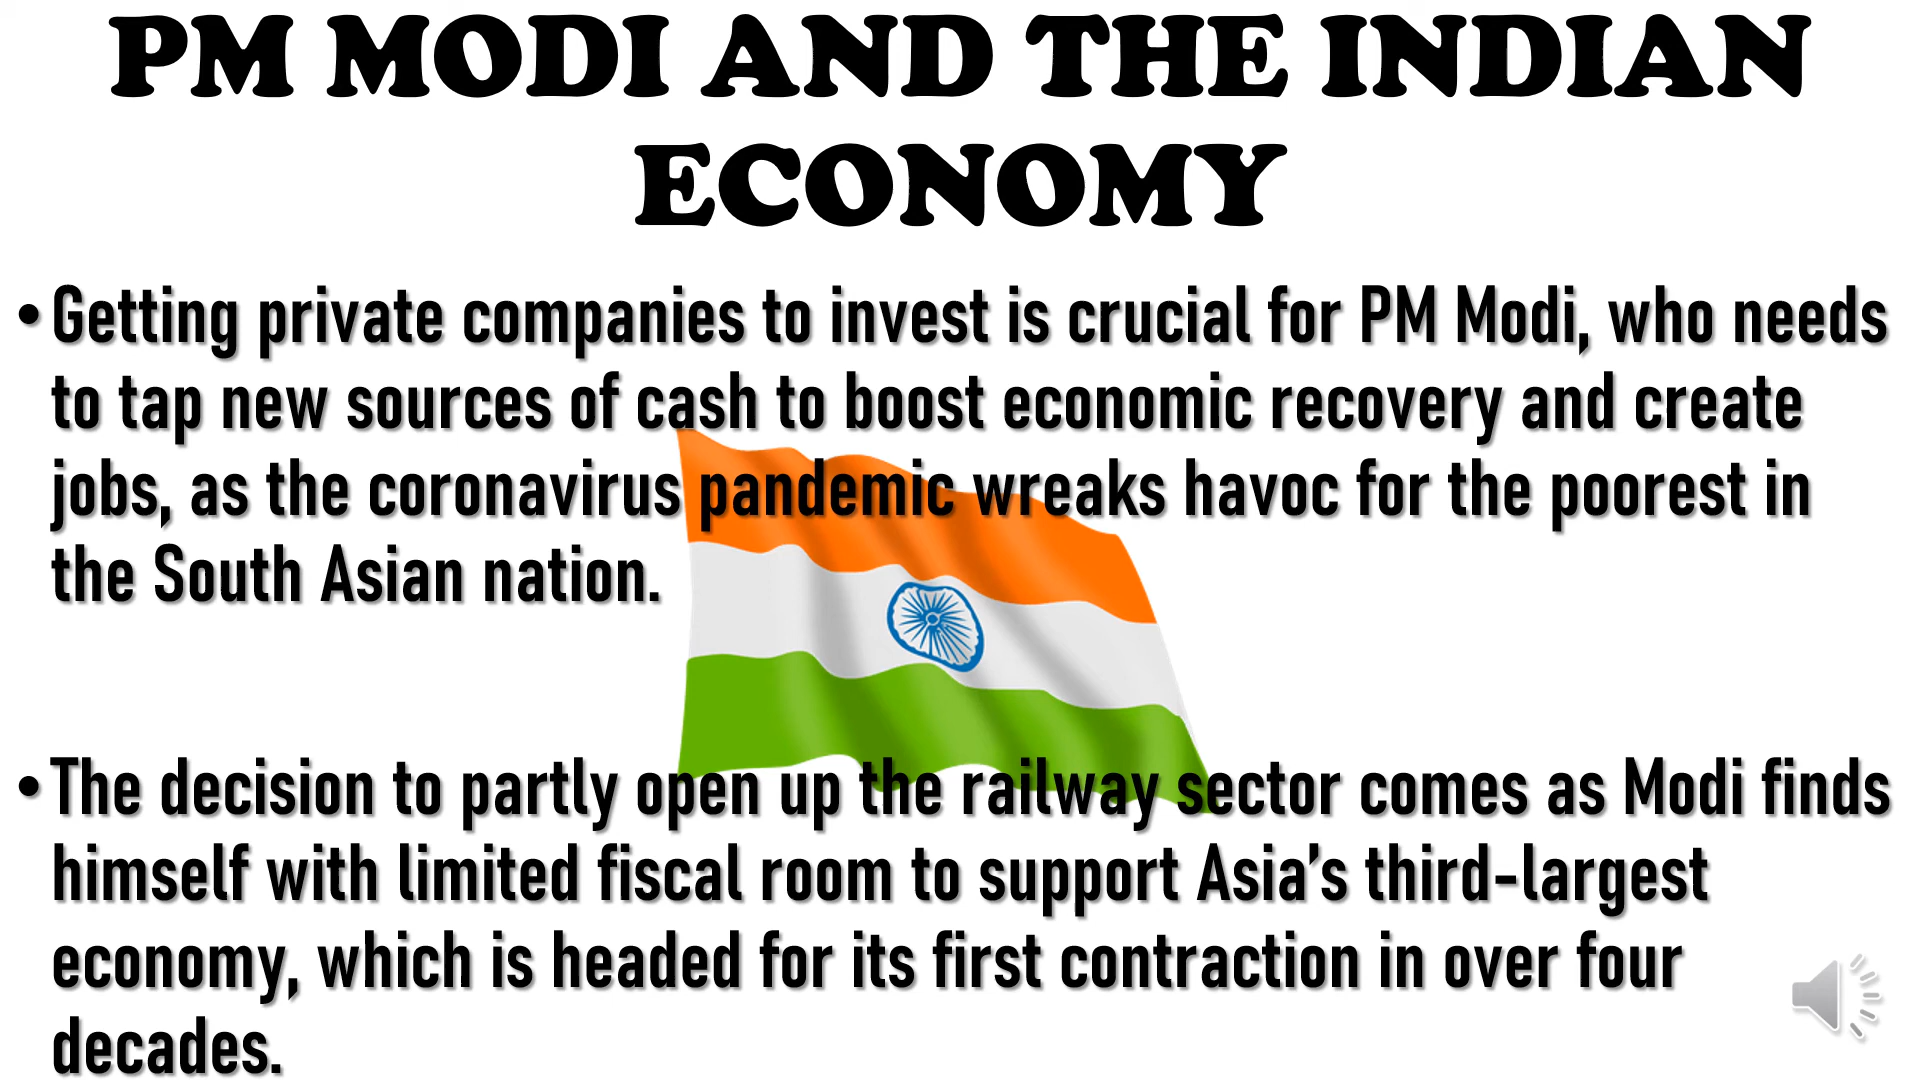 PM MODI AND THE INDIAN
ECONOMY
• Getting private companies to invest is crucial for PM Modi, who needs
to tap new sources of cash to boost economic recovery and create
jobs, as the coronavirus pandemic wreaks havoc for the poorest in
the South Asian nation.
• The decision to partly open up the railway sector comes as Modi finds
himself with limited fiscal room to support Asia’s third-largest
economy, which is headed for its first contraction in over four
decades.